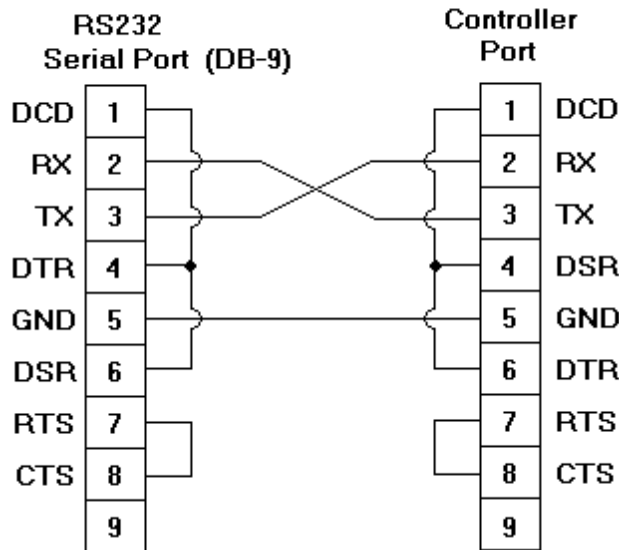 RS232
Serial Port (DB-9)
Controller
Port
DCD 1 1 DCD
RX 2 2 RX
TX 3 3 TX
DTR 4 4 DSR
GND 5 5 GND
DSR 6 6 DTR
RTS 7 7 RTS
CTS 8 8 CTS
9 9